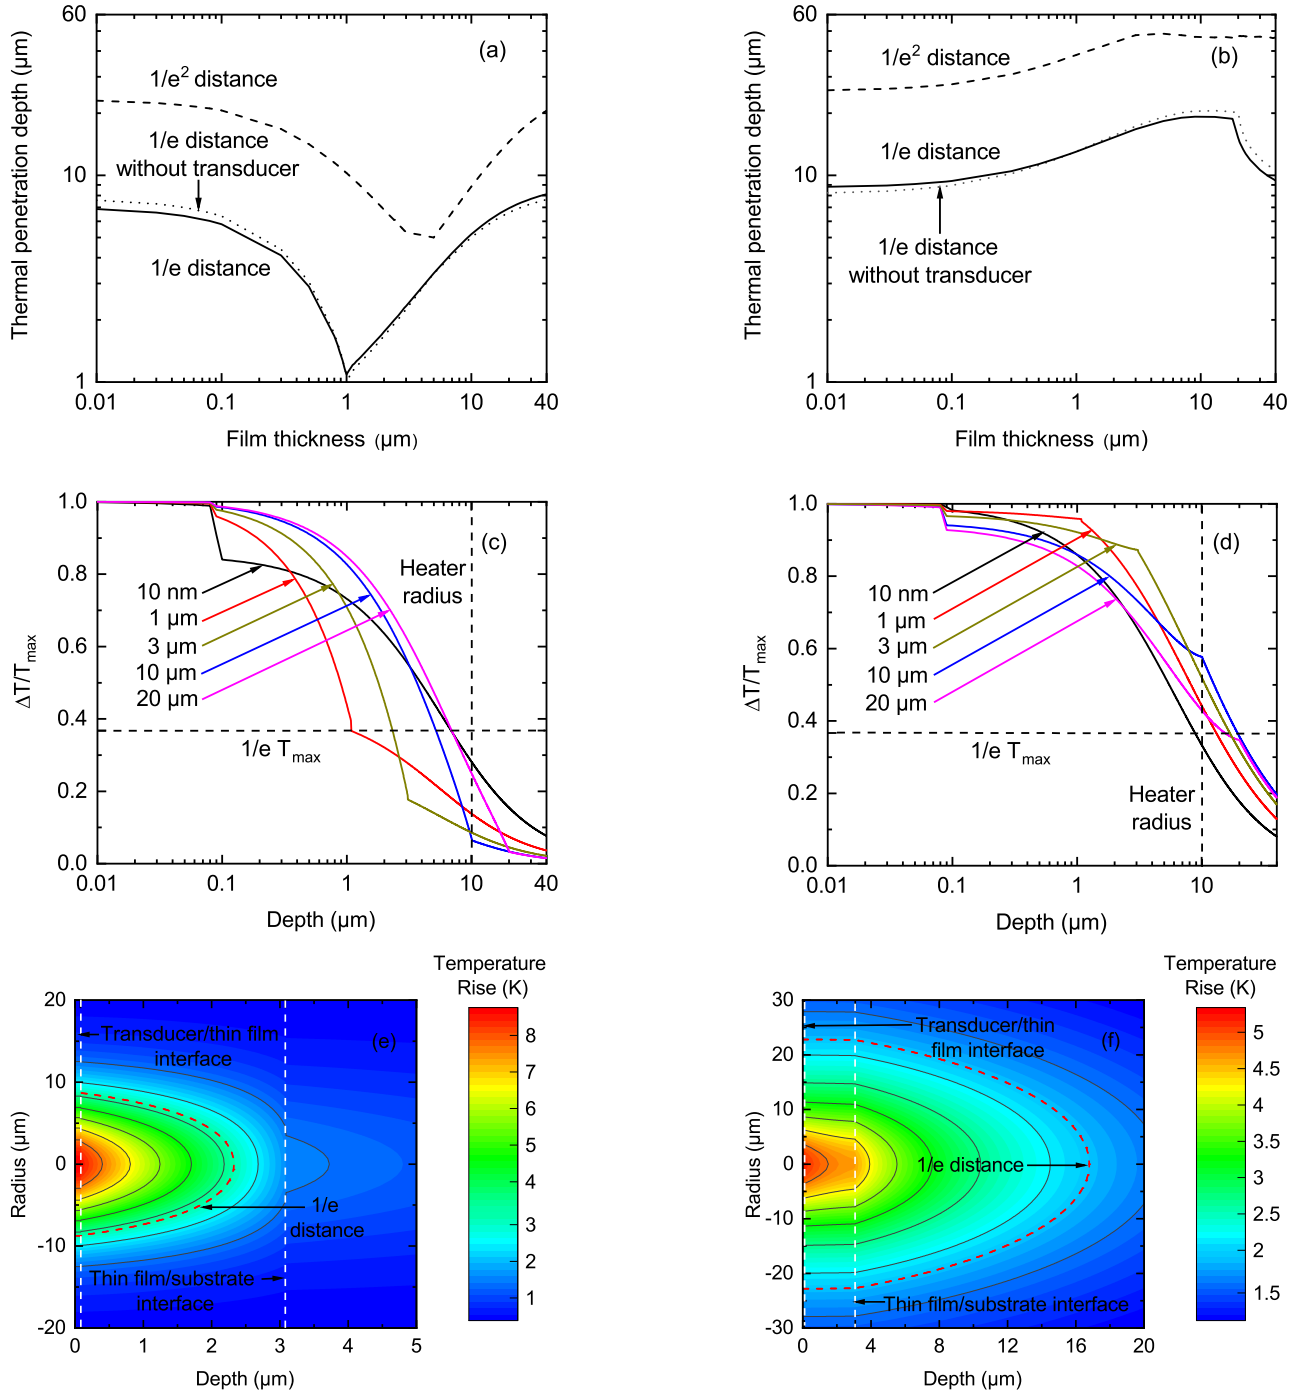 60
10
1
Thermal penetration depth (µm)
(a)
1/e² distance
1/e distance
without transducer
1/e distance
0.01
0.1
1
10
40
Film thickness (µm)
60
10
1
Thermal penetration depth (µm)
(b)
1/e² distance
1/e distance
1/e distance
without transducer
0.01
0.1
1
10
40
Film thickness (µm)
1.0
0.8
0.6
0.4
0.2
0.0
ΔT/Tmax
(c)
Heater
radius
10 nm
1 µm
3 µm
10 µm
20 µm
1/e Tmax
0.01
0.1
1
10
40
Depth (µm)
1.0
0.8
0.6
0.4
0.2
0.0
ΔT/Tmax
(d)
10 nm
1 µm
3 µm
10 µm
20 µm
1/e Tmax
Heater
radius
0.01
0.1
1
10
40
Depth (µm)
Temperature
Rise (K)
20
10
0
-10
-20
Radius (µm)
Transducer/thin film
interface
(e)
1/e
distance
Thin film/substrate
interface
0
1
2
3
4
5
Depth (µm)
8
7
6
5
4
3
2
1
Temperature
Rise (K)
30
20
10
0
-10
-20
-30
Radius (µm)
Transducer/thin
film interface
(f)
1/e distance
Thin film/substrate interface
0
4
8
12
16
20
Depth (µm)
5
4.5
4
3.5
3
2.5
2
1.5